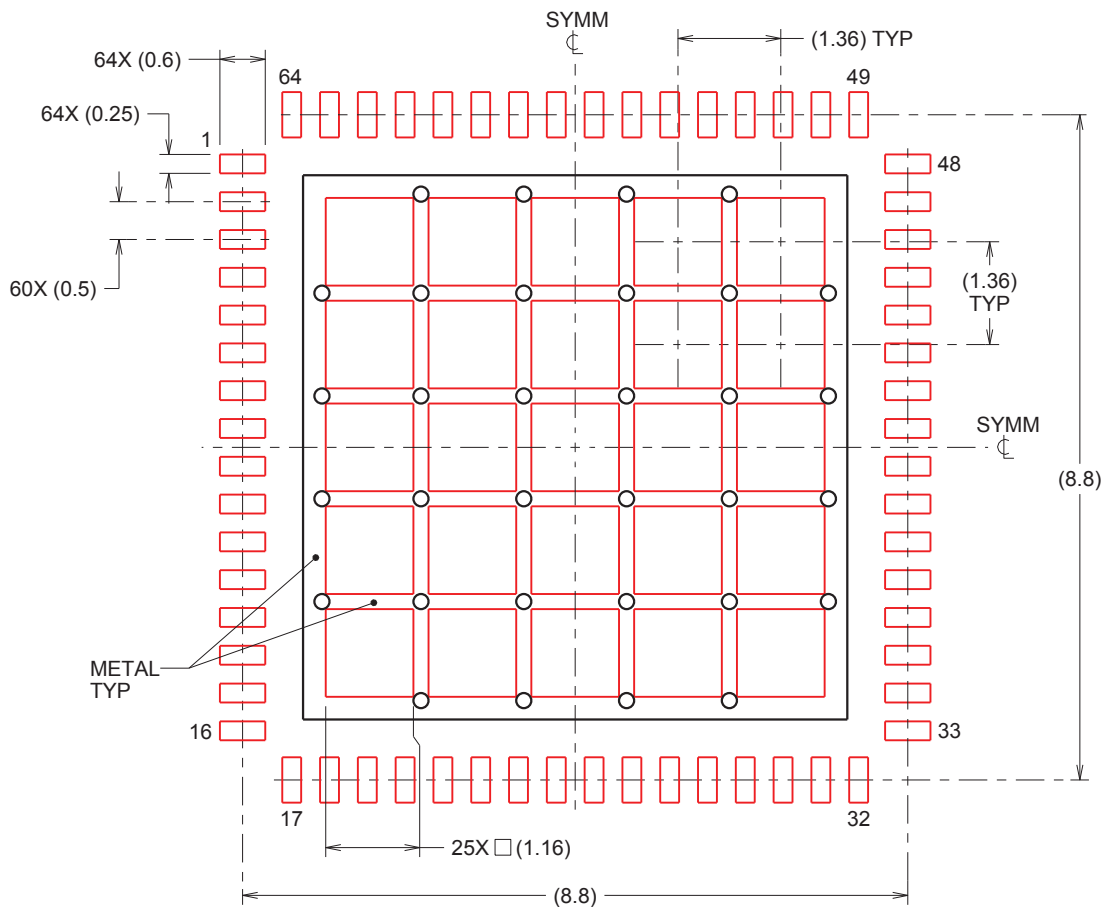 SYMM
℄
(1.36) TYP
64X (0.6)
64
49
64X (0.25)
1
48
60X (0.5)
(1.36)
TYP
SYMM
℄
(8.8)
METAL
TYP
16
33
17
32
25X □ (1.16)
(8.8)